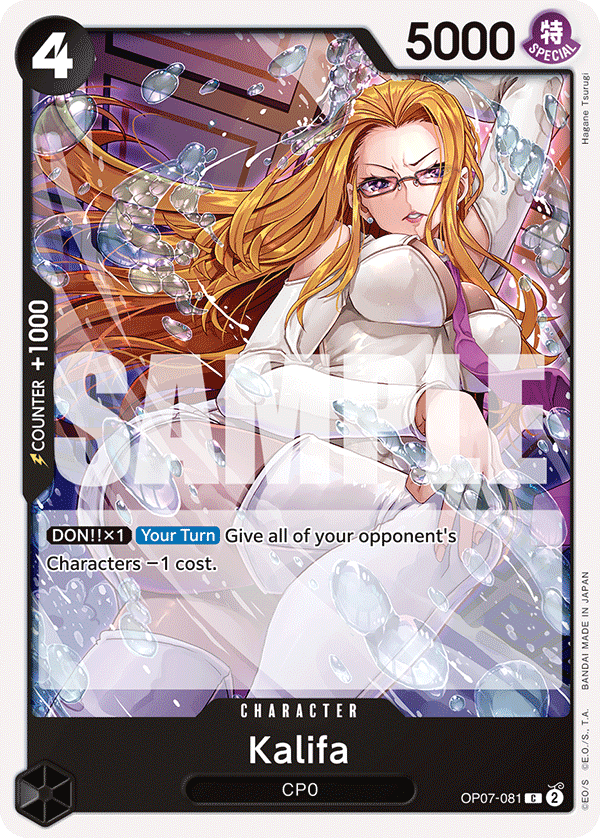 4
5000
特
SPECIAL
Hagane Tsurugi
COUNTER +1000
SAMPLE
DON!!×1 Your Turn Give all of your opponent's
Characters −1 cost.
CHARACTER
Kalifa
CP0
OP07-081 C 2
©EO/S ©E.O./S., T.A. BANDAI MADE IN JAPAN